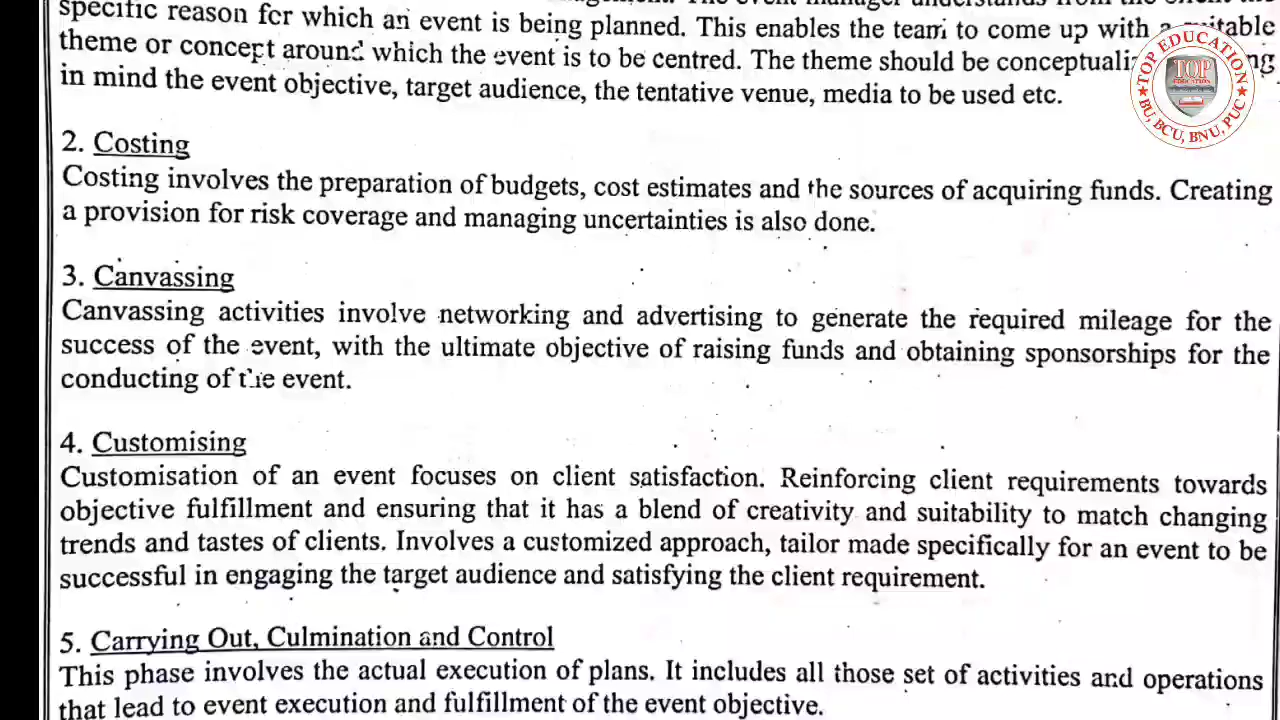 specific reason for which an event is being planned. This enables the team to come up with a
theme or concept around which the event is to be centred. The theme should be
in mind the event objective, target audience, the tentative venue, media to be used etc.
TOP EDUCATION
TOP
EDUCATION
BU, BCU, BNU, PUC
2. Costing
Costing involves the preparation of budgets, cost estimates and the sources of acquiring funds. Creating
a provision for risk coverage and managing uncertainties is also done.
3. Canvassing
Canvassing activities involve networking and advertising to generate the required mileage for the
success of the event, with the ultimate objective of raising funds and obtaining sponsorships for the
conducting of the event.
4. Customising
Customisation of an event focuses on client satisfaction. Reinforcing client requirements towards
objective fulfillment and ensuring that it has a blend of creativity and suitability to match changing
trends and tastes of clients. Involves a customized approach, tailor made specifically for an event to be
successful in engaging the target audience and satisfying the client requirement.
5. Carrying Out, Culmination and Control
This phase involves the actual execution of plans. It includes all those set of activities and operations
that lead to event execution and fulfillment of the event objective.